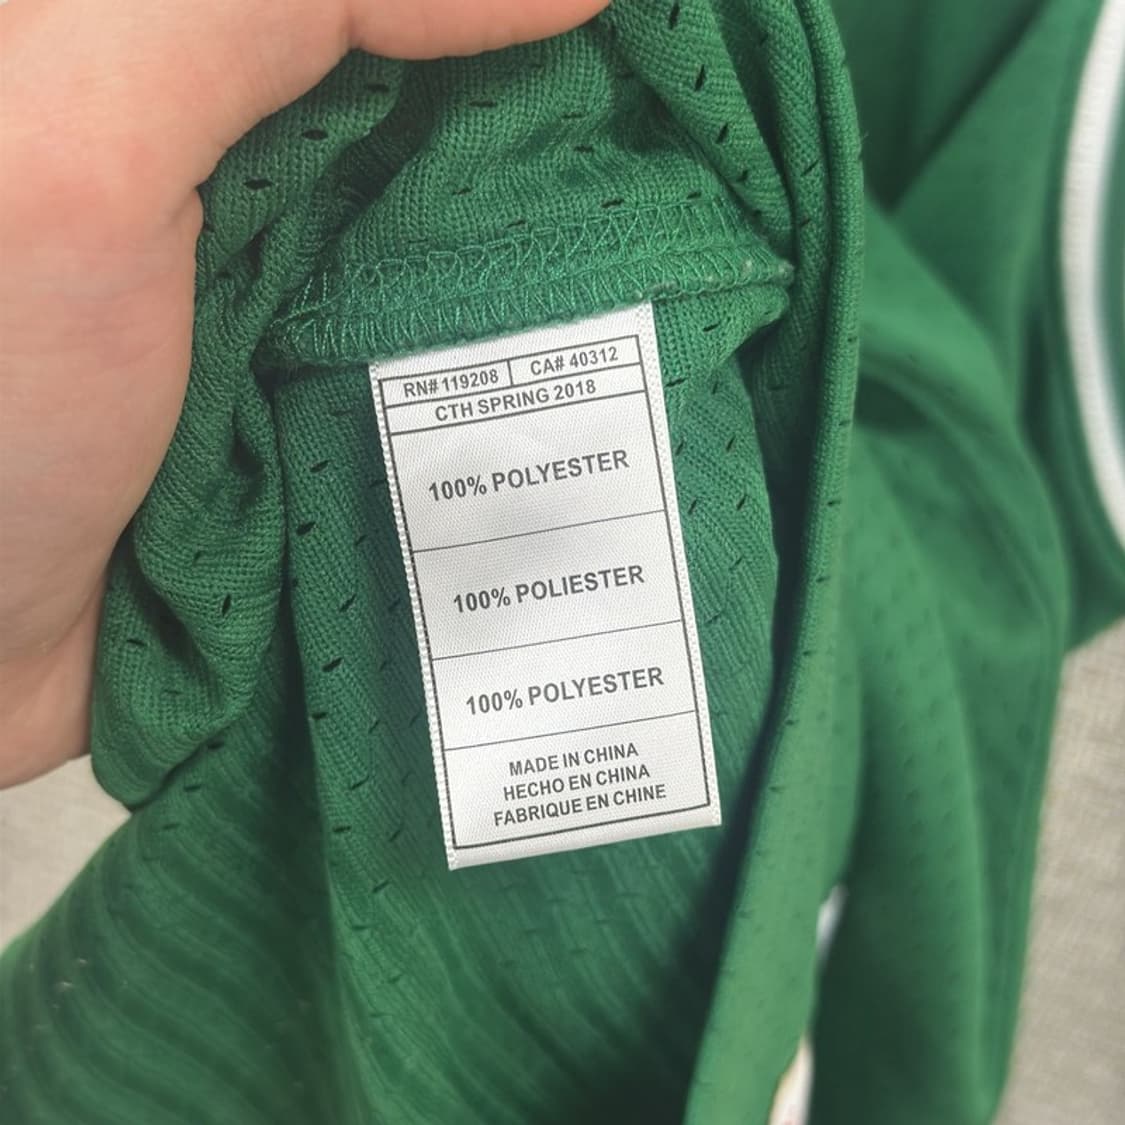 RN# 119208 CA# 40312
CTH SPRING 2018
100% POLYESTER
100% POLIESTER
100% POLYESTER
MADE IN CHINA
HECHO EN CHINA
FABRIQUE EN CHINE